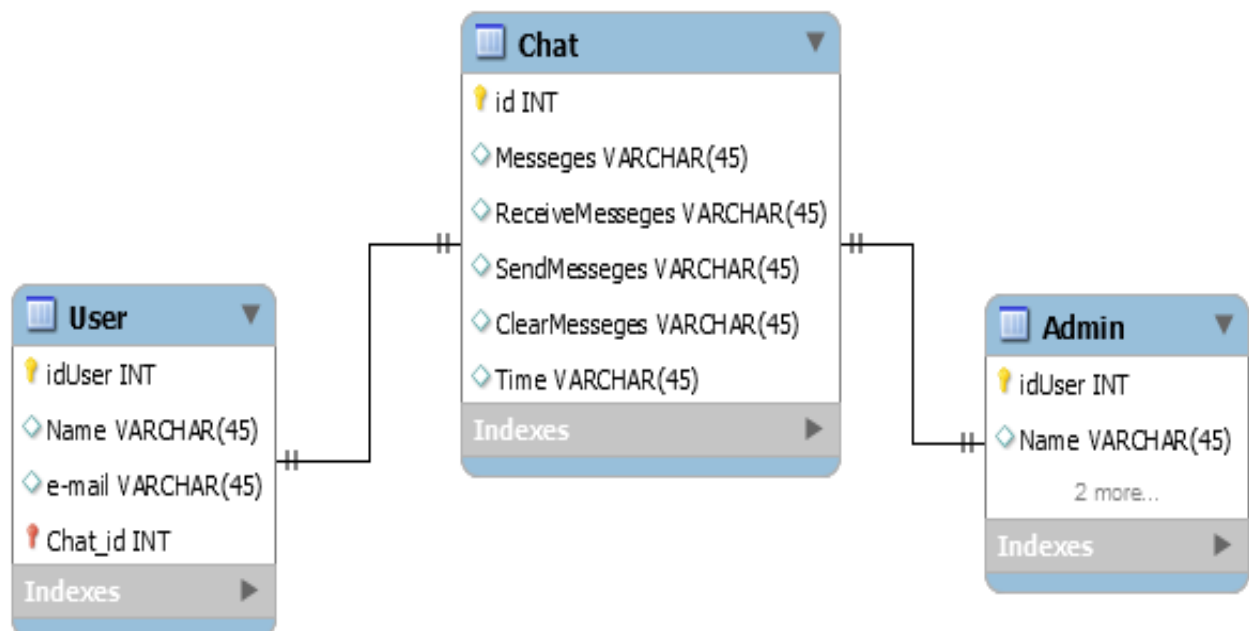 Chat
id INT
Messeges VARCHAR(45)
ReceiveMesseges VARCHAR(45)
SendMesseges VARCHAR(45)
ClearMesseges VARCHAR(45)
Time VARCHAR(45)
Indexes
User
idUser INT
Name VARCHAR(45)
e-mail VARCHAR(45)
Chat_id INT
Indexes
Admin
idUser INT
Name VARCHAR(45)
2 more...
Indexes